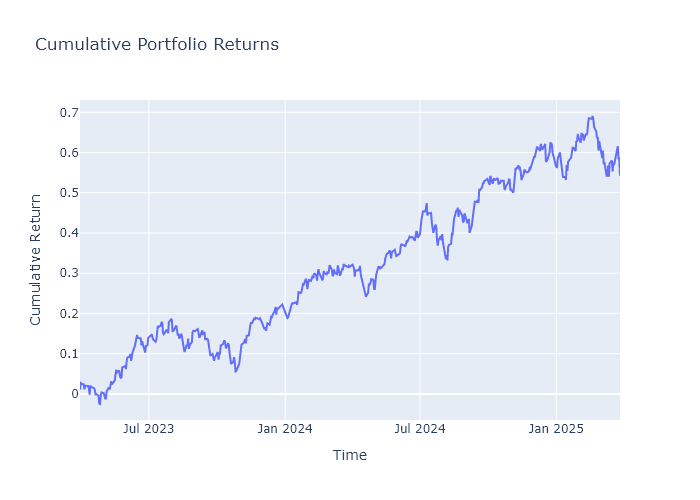 Cumulative Portfolio Returns
0.7
0.6
0.5
0.4
0.3
0.2
0.1
0
Cumulative Return
Jul 2023
Jan 2024
Jul 2024
Jan 2025
Time